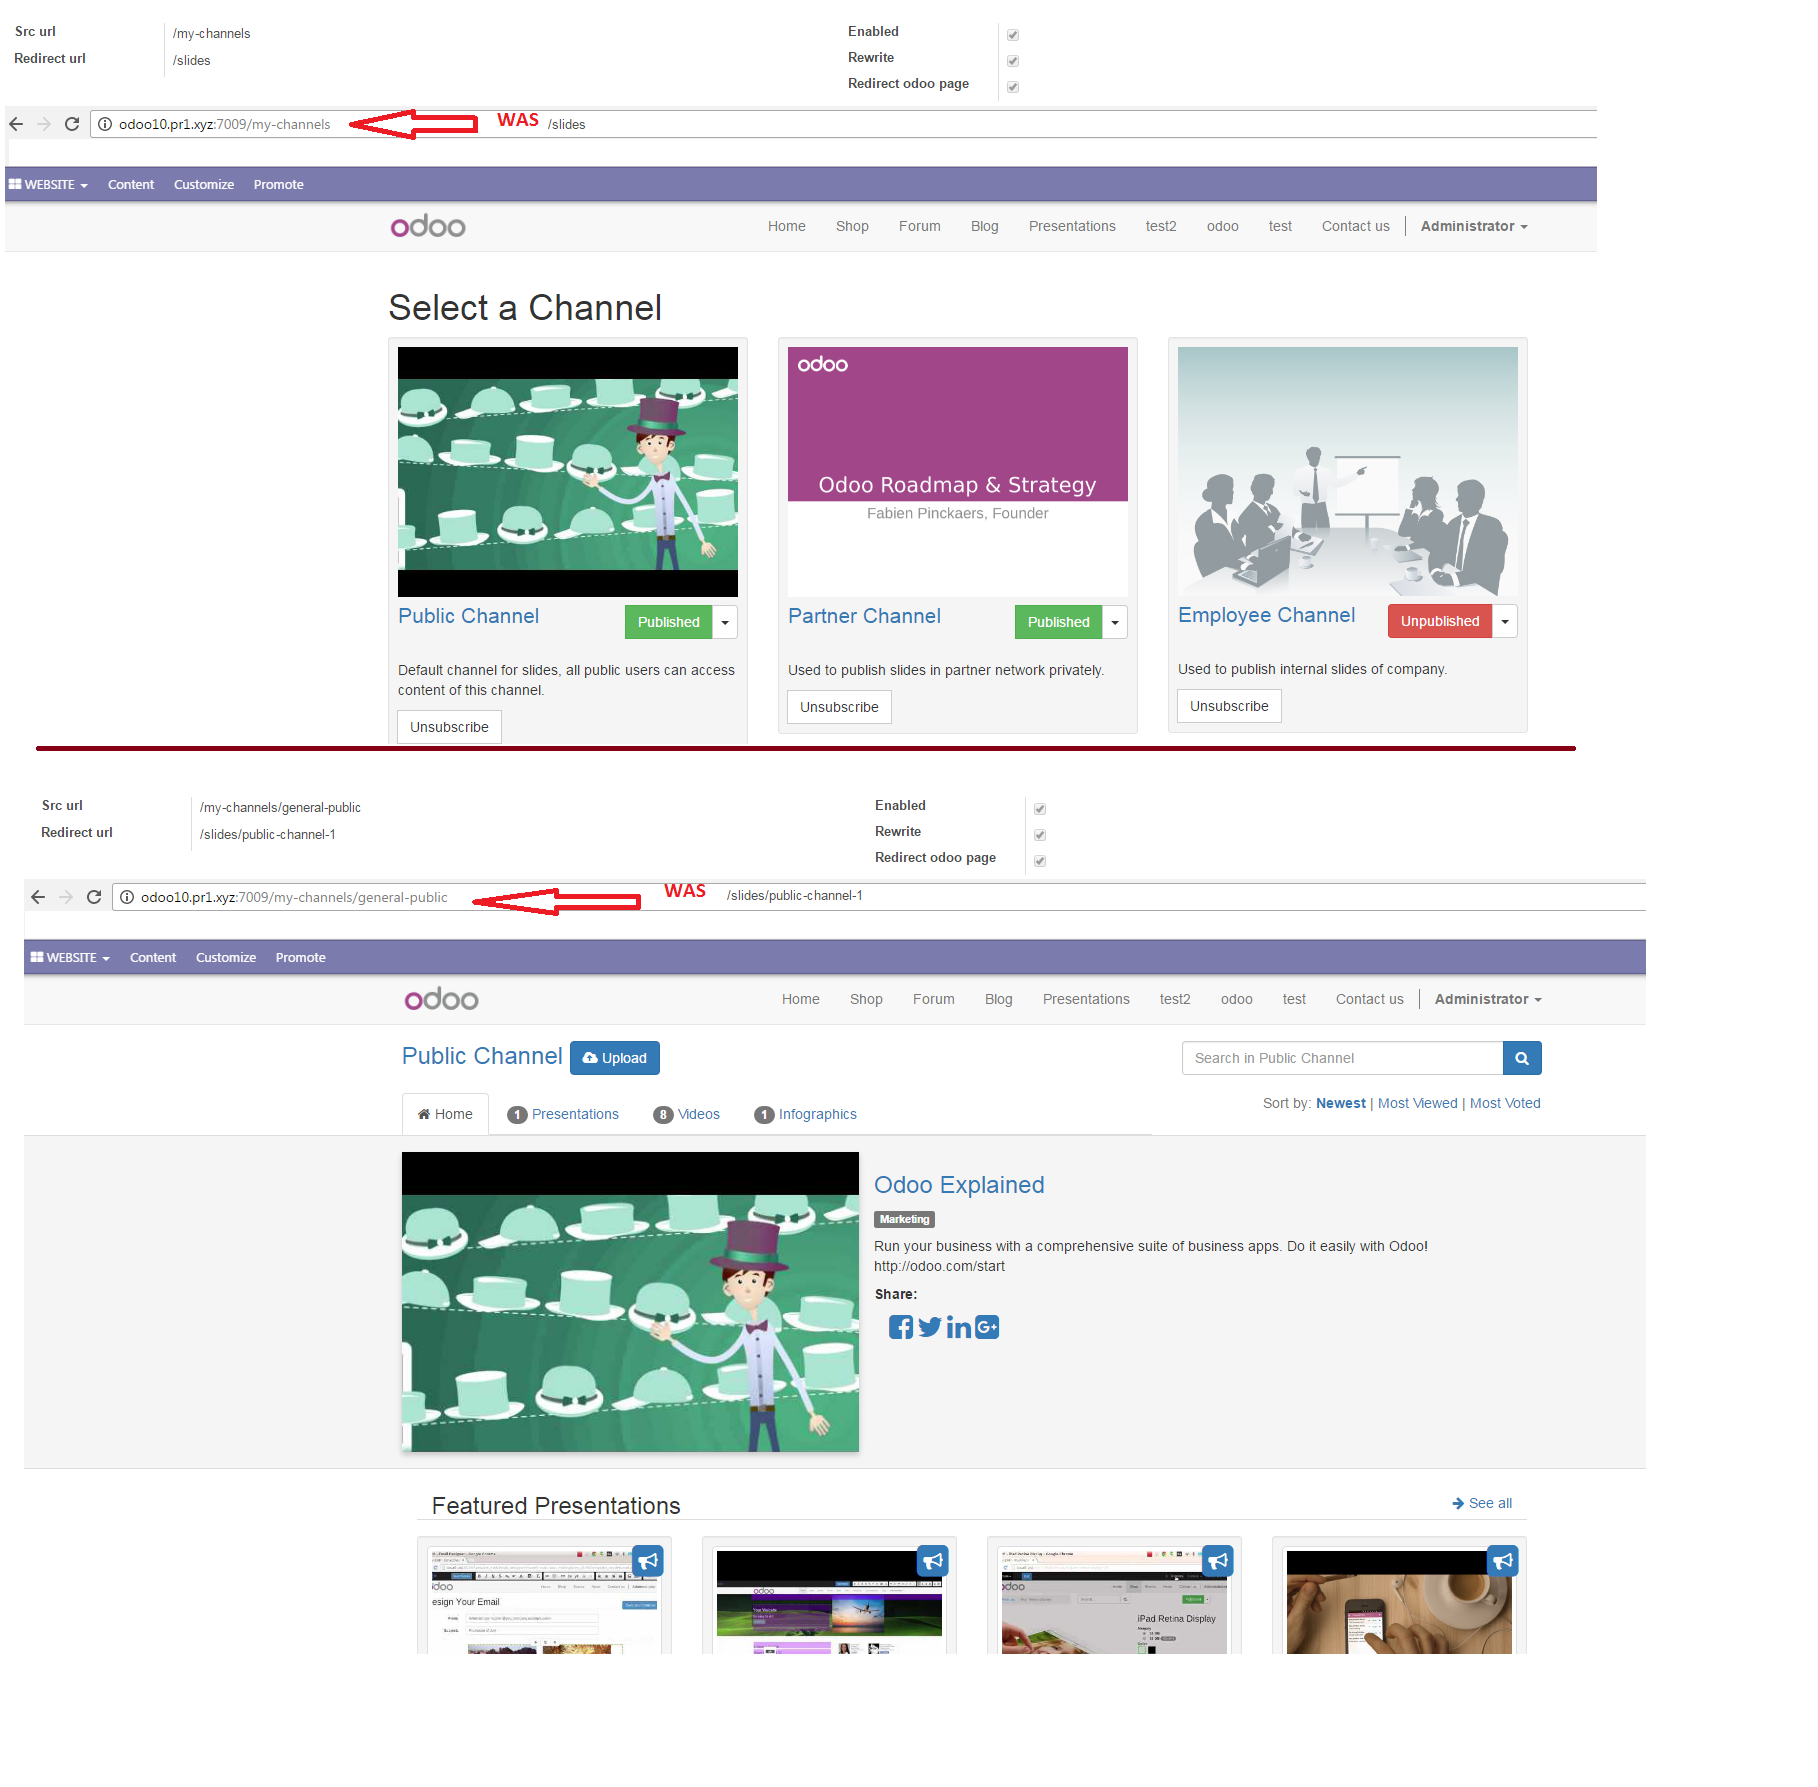 Src url /my-channels
Redirect url /slides
Enabled
Rewrite
Redirect odoo page
odoo10.pr1.xyz:7009/my-channels WAS /slides
WEBSITE Content Customize Promote
odoo Home Shop Forum Blog Presentations test2 odoo test Contact us Administrator
Select a Channel
odoo
Odoo Roadmap & Strategy
Fabien Pinckaers, Founder
Public Channel Published
Partner Channel Published
Employee Channel Unpublished
Default channel for slides, all public users can access
content of this channel.
Unsubscribe
Used to publish slides in partner network privately.
Unsubscribe
Used to publish internal slides of company.
Unsubscribe
Src url /my-channels/general-public
Redirect url /slides/public-channel-1
Enabled
Rewrite
Redirect odoo page
odoo10.pr1.xyz:7009/my-channels/general-public WAS /slides/public-channel-1
WEBSITE Content Customize Promote
odoo Home Shop Forum Blog Presentations test2 odoo test Contact us Administrator
Public Channel Upload Search in Public Channel
Home 1 Presentations 8 Videos 1 Infographics
Sort by: Newest | Most Viewed | Most Voted
Odoo Explained
Marketing
Run your business with a comprehensive suite of business apps. Do it easily with Odoo!
http://odoo.com/start
Share:
Featured Presentations See all
esign Your Email
iPad Retina Display